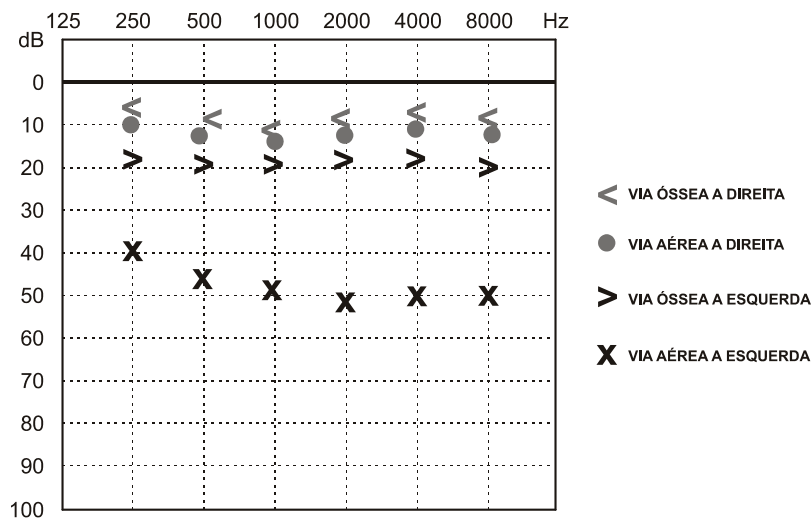 125 250 500 1000 2000 4000 8000 Hz
dB
0
10
20
30
40
50
60
70
80
90
100
< VIA ÓSSEA A DIREITA
● VIA AÉREA A DIREITA
> VIA ÓSSEA A ESQUERDA
X VIA AÉREA A ESQUERDA